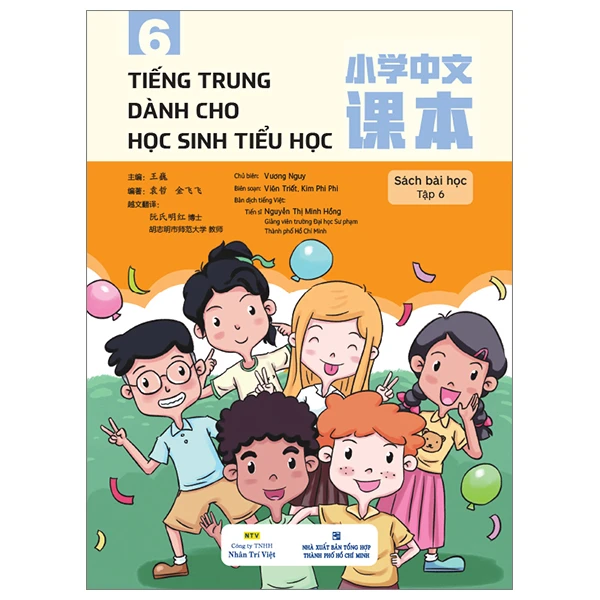 6
TIẾNG TRUNG
DÀNH CHO
HỌC SINH TIỂU HỌC
小学中文
课本
主编：王巍
编著：袁哲 金飞飞
越文翻译：
阮氏明红 博士
胡志明市师范大学 教师
Chủ biên: Vương Nguy
Biên soạn: Viên Triết, Kim Phi Phi
Bản dịch tiếng Việt:
Tiến sĩ Nguyễn Thị Minh Hồng
Giảng viên trường Đại học Sư phạm
Thành phố Hồ Chí Minh
Sách bài học
Tập 6
NTV
Công ty TNHH
Nhân Trí Việt
NHÀ XUẤT BẢN TỔNG HỢP
THÀNH PHỐ HỒ CHÍ MINH